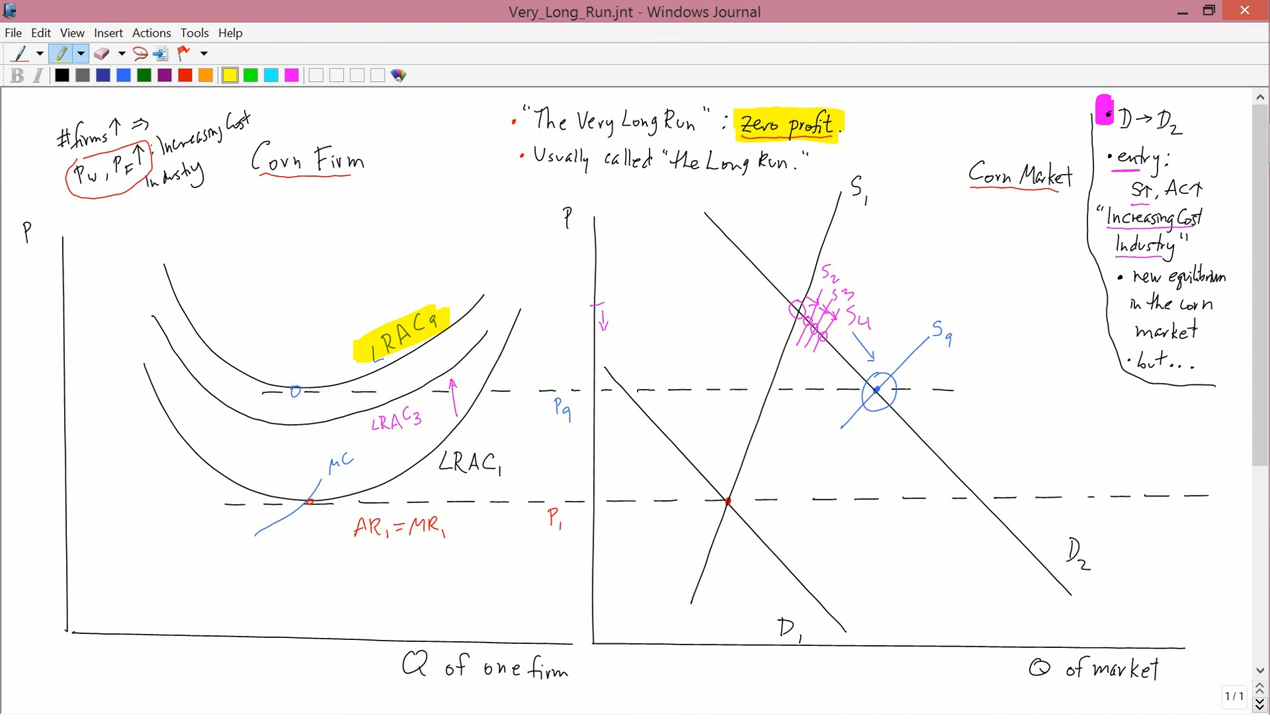 Very_Long_Run.jnt - Windows Journal
File Edit View Insert Actions Tools Help
B I
#firms↑ ⇒
P_W, P_E↑: Increasing Cost
Industry
Corn Firm
• "The Very Long Run" : Zero profit.
• Usually called "the Long Run."
Corn Market
• D → D₂
• entry:
S↑, AC↑
"Increasing Cost
Industry"
• new equilibrium
in the corn
market
• but...
P
LRAC₉
LRAC₃
LRAC₁
MC
AR₁ = MR₁
Q of one firm
P
S₁
S₂
S₃
S₄
S₉
P₉
P₁
D₂
D₁
Q of market
1 / 1